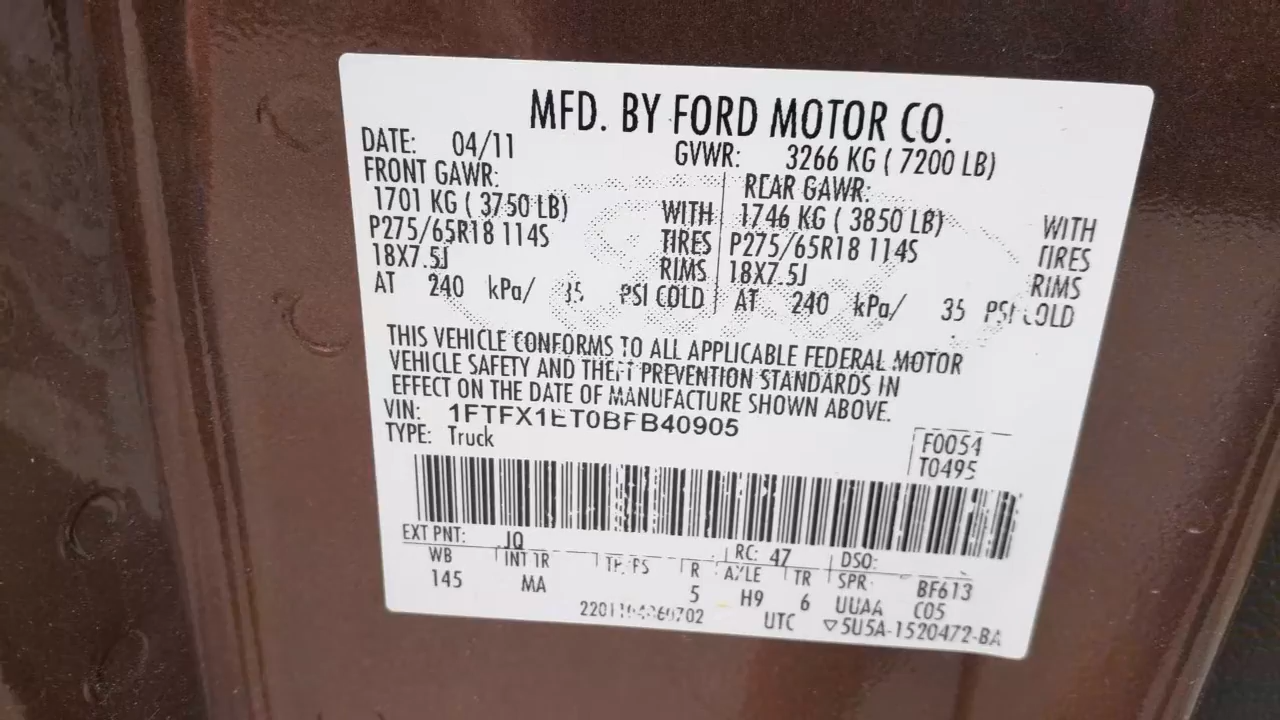 MFD. BY FORD MOTOR CO.
DATE: 04/11 GVWR: 3266 KG ( 7200 LB)
FRONT GAWR: REAR GAWR:
1701 KG ( 3750 LB) WITH 1746 KG ( 3850 LB) WITH
P275/65R18 114S TIRES P275/65R18 114S TIRES
18X7.5J RIMS 18X7.5J RIMS
AT 240 kPa/ 35 PSI COLD AT 240 kPa/ 35 PSI COLD
THIS VEHICLE CONFORMS TO ALL APPLICABLE FEDERAL MOTOR
VEHICLE SAFETY AND THEFT PREVENTION STANDARDS IN
EFFECT ON THE DATE OF MANUFACTURE SHOWN ABOVE.
VIN: 1FTFX1ET0BFB40905
TYPE: Truck
F0054
T0495
EXT PNT: JQ RC: 47 DSO:
WB INT TR R AXLE TR SPR BF613
145 MA 5 H9 6 UUAA C05
UTC ▽5U5A-1520472-BA